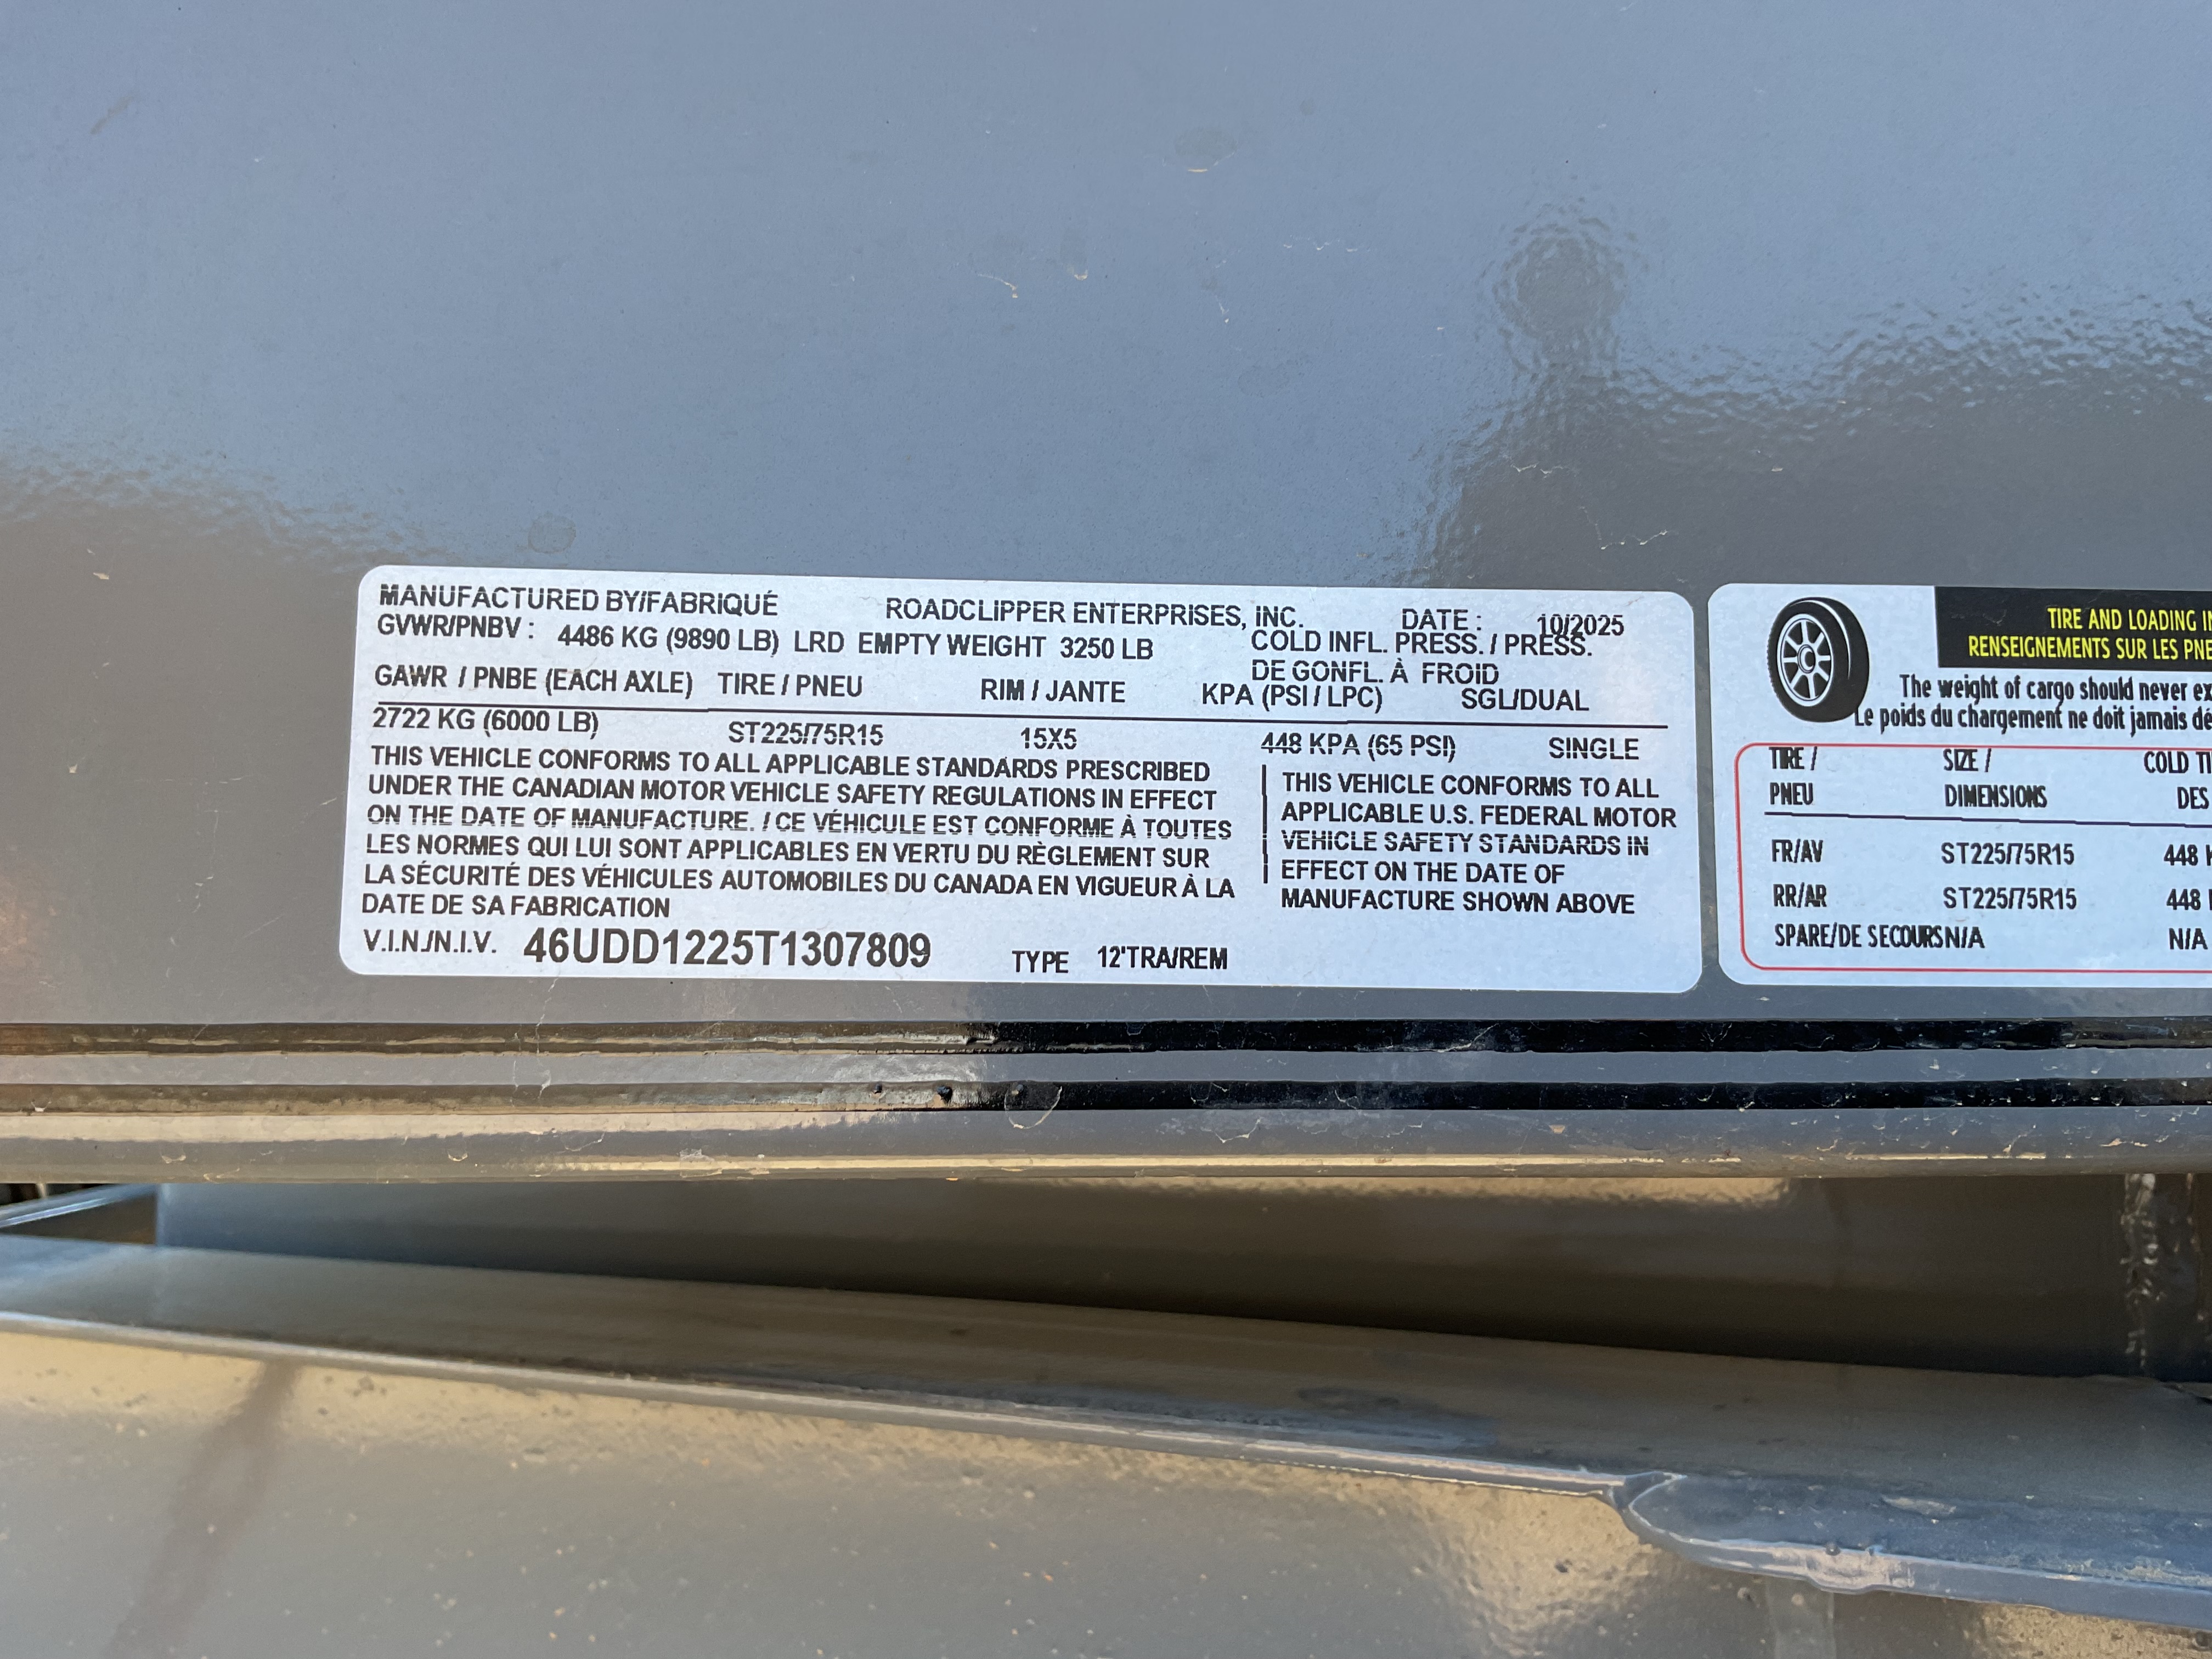 MANUFACTURED BY/FABRIQUÉ ROADCLIPPER ENTERPRISES, INC. DATE : 10/2025
GVWR/PNBV : 4486 KG (9890 LB) LRD EMPTY WEIGHT 3250 LB COLD INFL. PRESS. / PRESS.
DE GONFL. À FROID
GAWR / PNBE (EACH AXLE) TIRE / PNEU RIM / JANTE KPA (PSI / LPC) SGL/DUAL
2722 KG (6000 LB) ST225/75R15 15X5 448 KPA (65 PSI) SINGLE
THIS VEHICLE CONFORMS TO ALL APPLICABLE STANDARDS PRESCRIBED
UNDER THE CANADIAN MOTOR VEHICLE SAFETY REGULATIONS IN EFFECT
ON THE DATE OF MANUFACTURE. / CE VÉHICULE EST CONFORME À TOUTES
LES NORMES QUI LUI SONT APPLICABLES EN VERTU DU RÈGLEMENT SUR
LA SÉCURITÉ DES VÉHICULES AUTOMOBILES DU CANADA EN VIGUEUR À LA
DATE DE SA FABRICATION
THIS VEHICLE CONFORMS TO ALL
APPLICABLE U.S. FEDERAL MOTOR
VEHICLE SAFETY STANDARDS IN
EFFECT ON THE DATE OF
MANUFACTURE SHOWN ABOVE
V.I.N./N.I.V. 46UDD1225T1307809 TYPE 12'TRA/REM
TIRE AND LOADING
RENSEIGNEMENTS SUR LES
The weight of cargo should never
Le poids du chargement ne doit jamais
TIRE / SIZE / COLD
PNEU DIMENSIONS DES
FR/AV ST225/75R15 448
RR/AR ST225/75R15 448
SPARE/DE SECOURS N/A N/A